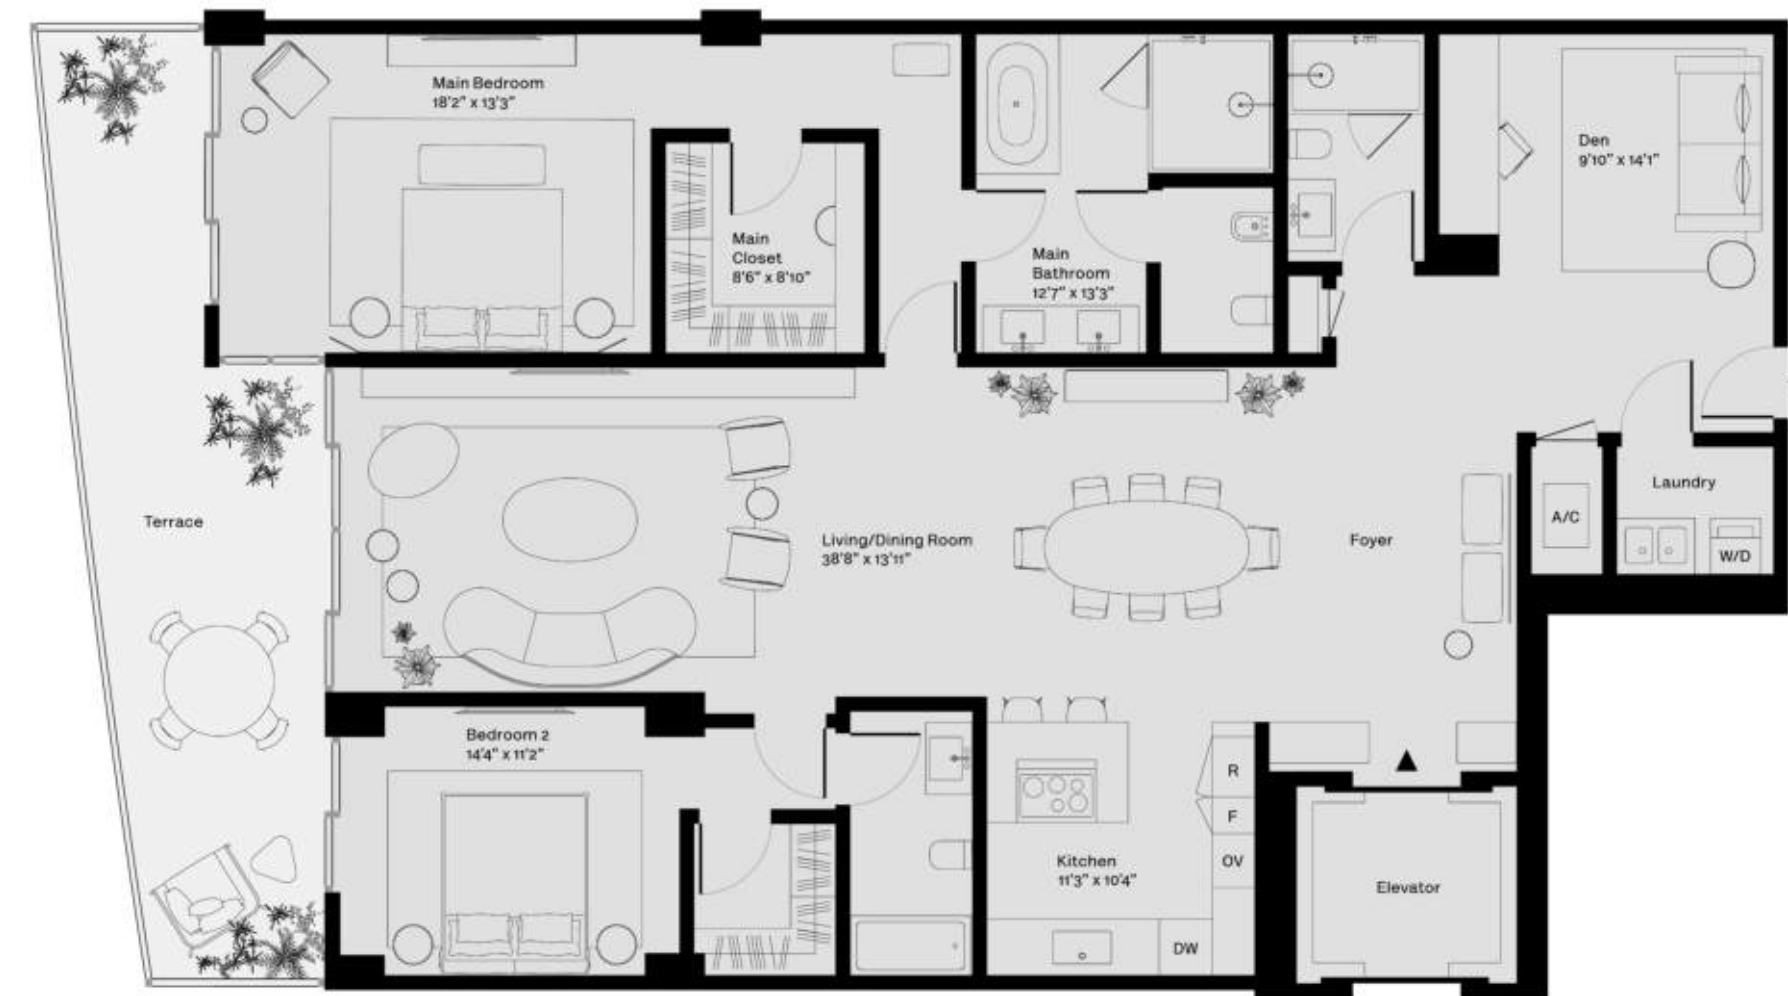 Main Bedroom
18'2" x 13'3"
Den
9'10" x 14'1"
Main
Closet
8'6" x 8'10"
Main
Bathroom
12'7" x 13'3"
Terrace
Living/Dining Room
38'8" x 13'11"
Foyer
A/C
Laundry
W/D
Bedroom 2
14'4" x 11'2"
R
F
OV
Kitchen
11'3" x 10'4"
DW
Elevator